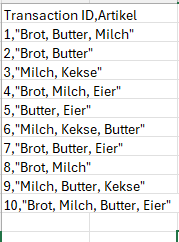 Transaction ID,Artikel
1,"Brot, Butter, Milch"
2,"Brot, Butter"
3,"Milch, Kekse"
4,"Brot, Milch, Eier"
5,"Butter, Eier"
6,"Milch, Kekse, Butter"
7,"Brot, Butter, Eier"
8,"Brot, Milch"
9,"Milch, Butter, Kekse"
10,"Brot, Milch, Butter, Eier"